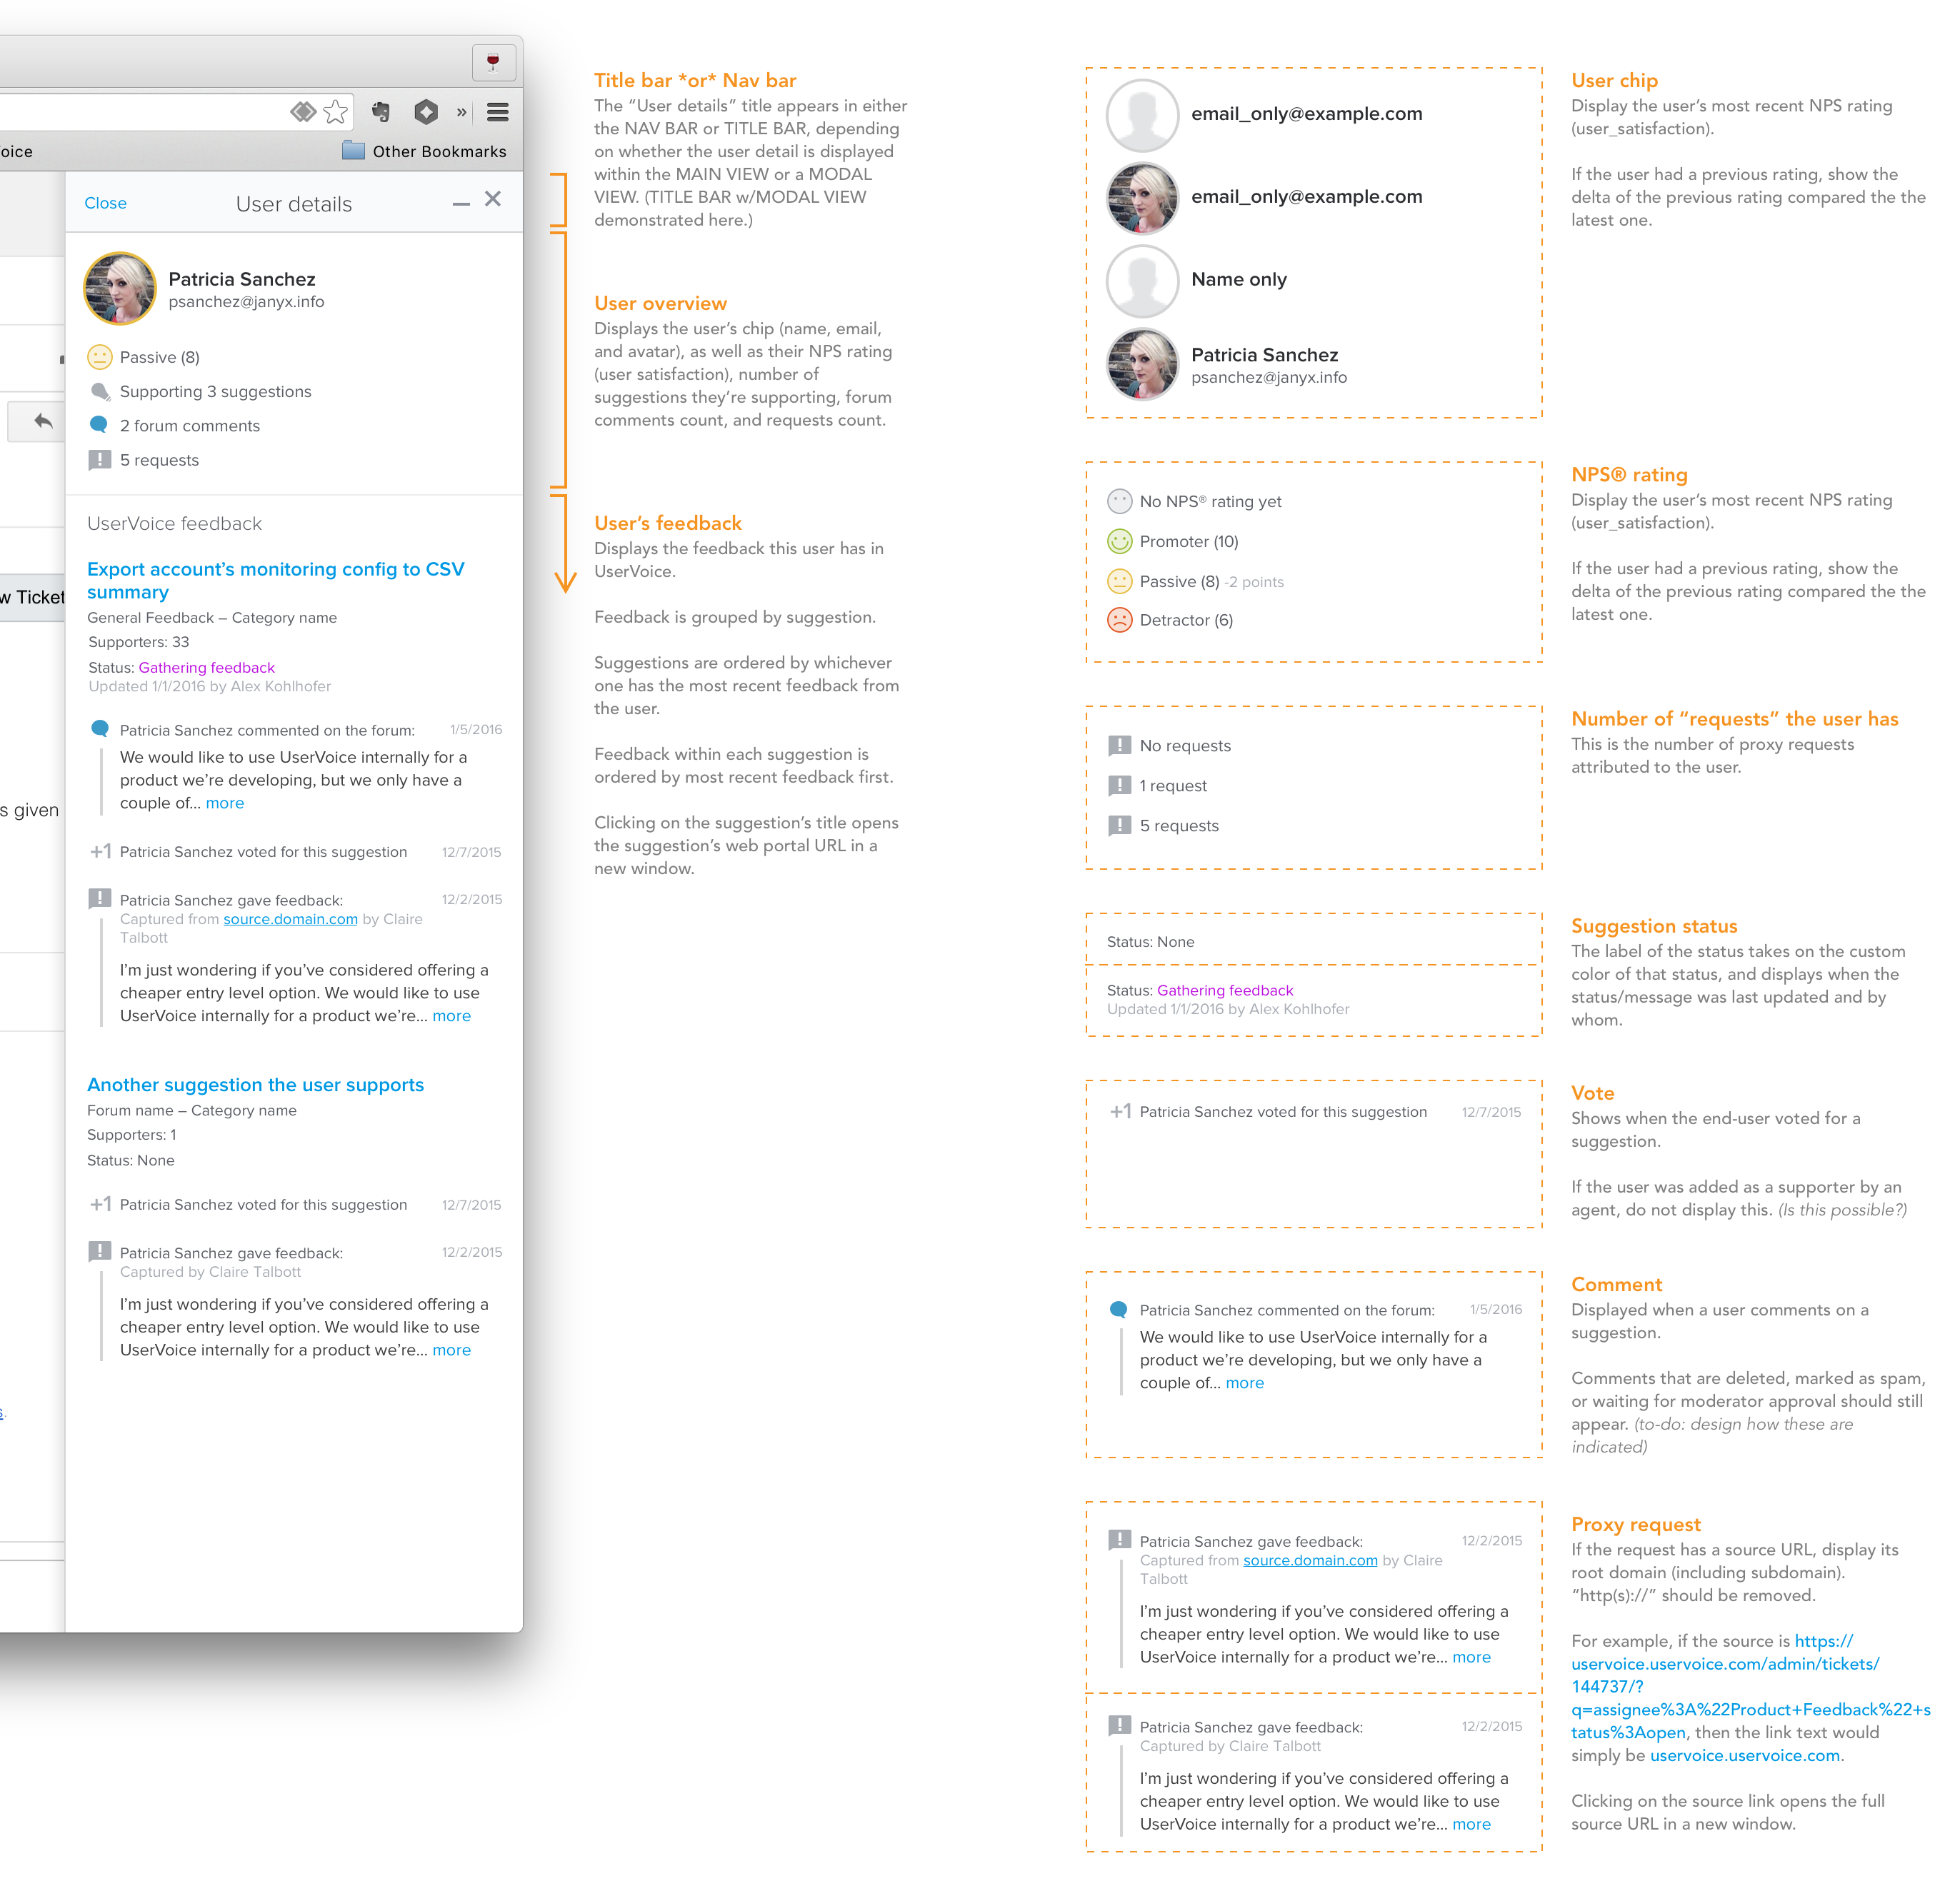 oice
Other Bookmarks
»
Close
User details
Patricia Sanchez
psanchez@janyx.info
Passive (8)
Supporting 3 suggestions
2 forum comments
5 requests
UserVoice feedback
Export account’s monitoring config to CSV
summary
General Feedback – Category name
Supporters: 33
Status: Gathering feedback
Updated 1/1/2016 by Alex Kohlhofer
Patricia Sanchez commented on the forum: 1/5/2016
We would like to use UserVoice internally for a
product we’re developing, but we only have a
couple of... more
+1 Patricia Sanchez voted for this suggestion 12/7/2015
Patricia Sanchez gave feedback: 12/2/2015
Captured from source.domain.com by Claire
Talbott
I’m just wondering if you’ve considered offering a
cheaper entry level option. We would like to use
UserVoice internally for a product we’re... more
Another suggestion the user supports
Forum name – Category name
Supporters: 1
Status: None
+1 Patricia Sanchez voted for this suggestion 12/7/2015
Patricia Sanchez gave feedback: 12/2/2015
Captured by Claire Talbott
I’m just wondering if you’ve considered offering a
cheaper entry level option. We would like to use
UserVoice internally for a product we’re... more
w Ticket
s given
s.
Title bar *or* Nav bar
The “User details” title appears in either
the NAV BAR or TITLE BAR, depending
on whether the user detail is displayed
within the MAIN VIEW or a MODAL
VIEW. (TITLE BAR w/MODAL VIEW
demonstrated here.)
User overview
Displays the user’s chip (name, email,
and avatar), as well as their NPS rating
(user satisfaction), number of
suggestions they’re supporting, forum
comments count, and requests count.
User’s feedback
Displays the feedback this user has in
UserVoice.
Feedback is grouped by suggestion.
Suggestions are ordered by whichever
one has the most recent feedback from
the user.
Feedback within each suggestion is
ordered by most recent feedback first.
Clicking on the suggestion’s title opens
the suggestion’s web portal URL in a
new window.
email_only@example.com
email_only@example.com
Name only
Patricia Sanchez
psanchez@janyx.info
User chip
Display the user’s most recent NPS rating
(user_satisfaction).
If the user had a previous rating, show the
delta of the previous rating compared the the
latest one.
No NPS® rating yet
Promoter (10)
Passive (8) -2 points
Detractor (6)
NPS® rating
Display the user’s most recent NPS rating
(user_satisfaction).
If the user had a previous rating, show the
delta of the previous rating compared the the
latest one.
No requests
1 request
5 requests
Number of “requests” the user has
This is the number of proxy requests
attributed to the user.
Status: None
Status: Gathering feedback
Updated 1/1/2016 by Alex Kohlhofer
Suggestion status
The label of the status takes on the custom
color of that status, and displays when the
status/message was last updated and by
whom.
+1 Patricia Sanchez voted for this suggestion 12/7/2015
Vote
Shows when the end-user voted for a
suggestion.
If the user was added as a supporter by an
agent, do not display this. (Is this possible?)
Patricia Sanchez commented on the forum: 1/5/2016
We would like to use UserVoice internally for a
product we’re developing, but we only have a
couple of... more
Comment
Displayed when a user comments on a
suggestion.
Comments that are deleted, marked as spam,
or waiting for moderator approval should still
appear. (to-do: design how these are
indicated)
Patricia Sanchez gave feedback: 12/2/2015
Captured from source.domain.com by Claire
Talbott
I’m just wondering if you’ve considered offering a
cheaper entry level option. We would like to use
UserVoice internally for a product we’re... more
Patricia Sanchez gave feedback: 12/2/2015
Captured by Claire Talbott
I’m just wondering if you’ve considered offering a
cheaper entry level option. We would like to use
UserVoice internally for a product we’re... more
Proxy request
If the request has a source URL, display its
root domain (including subdomain).
“http(s)://” should be removed.
For example, if the source is https://
uservoice.uservoice.com/admin/tickets/
144737/?
q=assignee%3A%22Product+Feedback%22+s
tatus%3Aopen, then the link text would
simply be uservoice.uservoice.com.
Clicking on the source link opens the full
source URL in a new window.